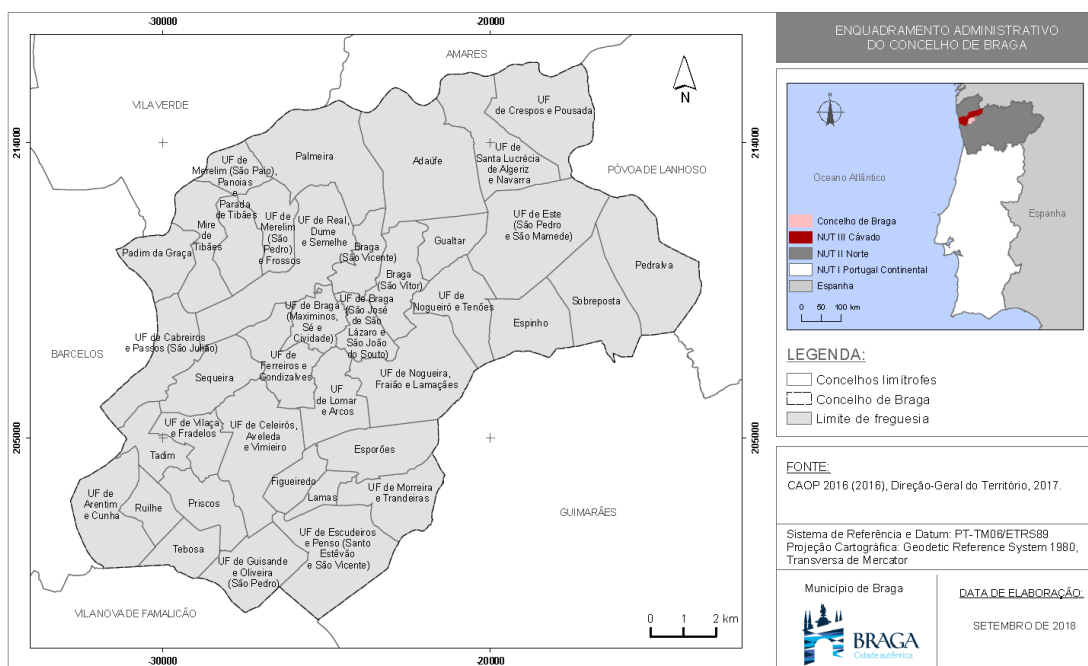 -30000
-20000
ENQUADRAMENTO ADMINISTRATIVO
DO CONCELHO DE BRAGA
AMARES
VILA VERDE
N
UF
de Crespos e Pousada
214000
214000
Palmeira
Adaúfe
UF de
Santa Lucrécia
de Algeriz
e Navarra
PÓVOA DE LANHOSO
UF de
Merelim (São Paio),
Panoias
e
Parada
de Tibães
Mire
de
Tibães
UF de
Merelim
(São
Pedro)
e Frossos
UF de Real,
Dume
e Semelhe
Braga
(São Vicente)
Gualtar
UF de Este
(São Pedro
e São Mamede)
Padim da Graça
Braga
(São Vítor)
Pedralva
UF de
Nogueiró e Tenões
Sobreposta
Espinho
UF de Braga
(Maximinos,
Sé e
Cividade)
UF de Braga
(São José
de São
Lázaro e
São João
do Souto)
UF de Cabreiros
e Passos (São Julião)
BARCELOS
Sequeira
UF de
Ferreiros e
Gondizalves
UF de Nogueira,
Fraião e Lamaçães
UF
de Lomar
e Arcos
UF de Vilaça
e Fradelos
UF de Celeirós,
Aveleda
e Vimieiro
205000
205000
Esporões
Tadim
Figueiredo
UF de
Arentim
e Cunha
Ruilhe
Priscos
Lamas
UF de Morreira
e Trandeiras
GUIMARÃES
Tebosa
UF de Escudeiros
e Penso (Santo
Estêvão
e São Vicente)
UF de Guisande
e Oliveira
(São Pedro)
VILA NOVA DE FAMALICÃO
0 1 2 km
-30000
-20000
N
Oceano Atlântico
Espanha
Concelho de Braga
NUT III Cávado
NUT II Norte
NUT I Portugal Continental
Espanha
0 50 100 km
LEGENDA:
Concelhos limítrofes
Concelho de Braga
Limite de freguesia
FONTE:
CAOP 2016 (2016), Direção-Geral do Território, 2017.
Sistema de Referência e Datum: PT-TM06/ETRS89
Projeção Cartográfica: Geodetic Reference System 1980,
Transversa de Mercator
Município de Braga
BRAGA
Cidade autêntica
DATA DE ELABORAÇÃO:
SETEMBRO DE 2018